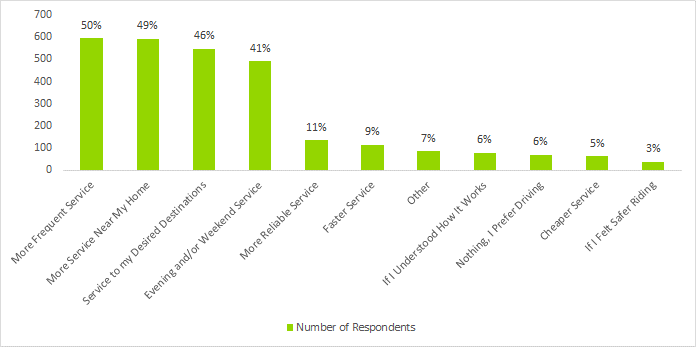 700
600
500
400
300
200
100
0
50%
49%
46%
41%
11%
9%
7%
6%
6%
5%
3%
More Frequent Service
More Service Near My Home
Service to my Desired Destinations
Evening and/or Weekend Service
More Reliable Service
Faster Service
Other
If I Understood How It Works
Nothing, I Prefer Driving
Cheaper Service
If I Felt Safer Riding
Number of Respondents